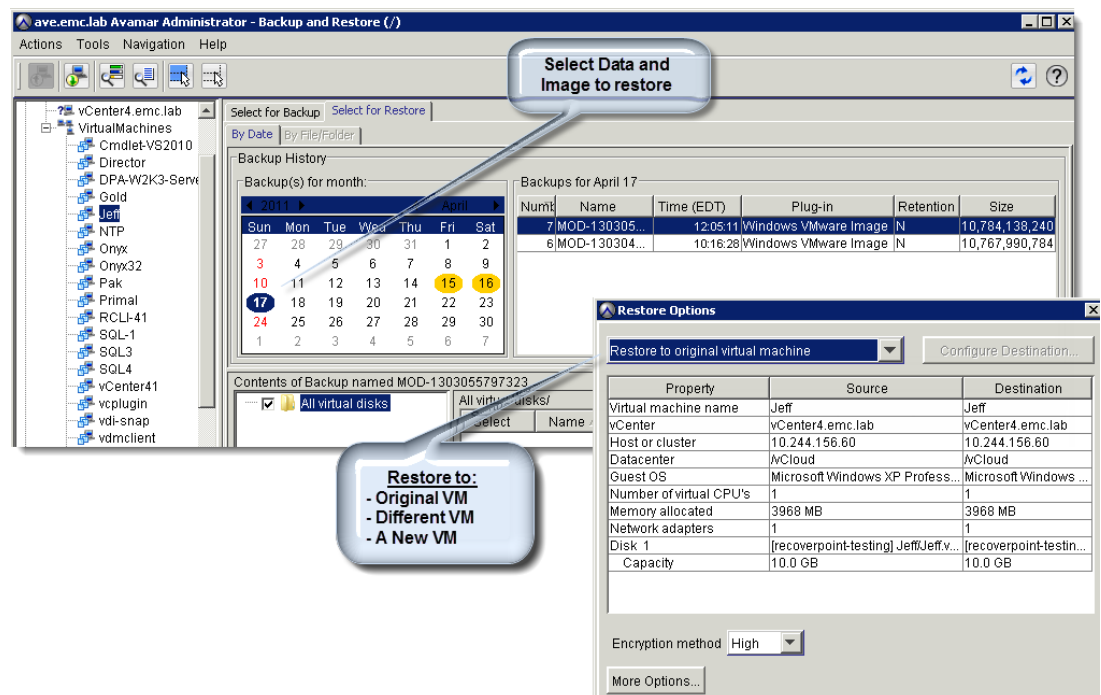 ave.emc.lab Avamar Administrator - Backup and Restore (/)
Actions Tools Navigation Help
Select Data and
Image to restore
vCenter4.emc.lab
VirtualMachines
Cmdlet-VS2010
Director
DPA-W2K3-Serve
Gold
Jeff
NTP
Onyx
Onyx32
Pak
Primal
RCLI-41
SQL-1
SQL3
SQL4
vCenter41
vcplugin
vdi-snap
vdmclient
Select for Backup Select for Restore
By Date By File/Folder
Backup History
Backup(s) for month:
2011 April
Sun Mon Tue Wed Thu Fri Sat
27 28 29 30 31 1 2
3 4 5 6 7 8 9
10 11 12 13 14 15 16
17 18 19 20 21 22 23
24 25 26 27 28 29 30
1 2 3 4 5 6 7
Backups for April 17
Name Time (EDT) Plug-in Retention Size
7 MOD-130305... 12:05:11 Windows VMware Image N 10,784,138,240
6 MOD-130304... 10:16:28 Windows VMware Image N 10,767,990,784
Contents of Backup named MOD-1303055797323
All virtual disks
All virtual disks/
Select Name
Restore to:
- Original VM
- Different VM
- A New VM
Restore Options
Restore to original virtual machine Configure Destination...
Property Source Destination
Virtual machine name Jeff Jeff
vCenter vCenter4.emc.lab vCenter4.emc.lab
Host or cluster 10.244.156.60 10.244.156.60
Datacenter /vCloud /vCloud
Guest OS Microsoft Windows XP Profess... Microsoft Windows ...
Number of virtual CPU's 1 1
Memory allocated 3968 MB 3968 MB
Network adapters 1 1
Disk 1 [recoverpoint-testing] Jeff/Jeff.v... [recoverpoint-testin...
Capacity 10.0 GB 10.0 GB
Encryption method High
More Options...